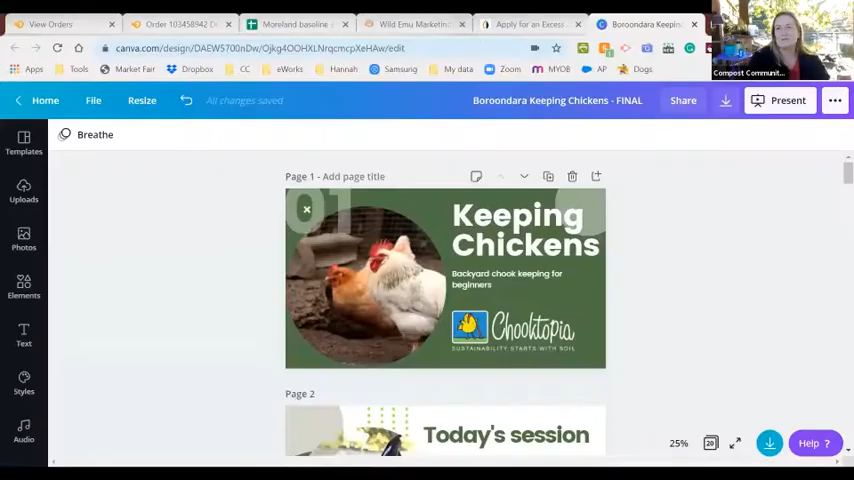 View Orders
Order 103458942 D
Moreland baseline
Wild Emu Marketin
Apply for an Excess
Boroondara Keepin
canva.com/design/DAEW5700nDw/Ojkg4OOHXLNrqcmcpXeHAw/edit
Apps
Tools
Market Fair
Dropbox
CC
eWorks
Hannah
Samsung
My data
Zoom
MYOB
AP
Dogs
Compost Communit...
Home
File
Resize
All changes saved
Boroondara Keeping Chickens - FINAL
Share
Present
Breathe
Templates
Uploads
Photos
Elements
Text
Styles
Audio
Page 1 - Add page title
01
Keeping
Chickens
Backyard chook keeping for
beginners
Chooktopia
SUSTAINABILITY STARTS WITH SOIL
Page 2
Today's session
25%
20
Help ?